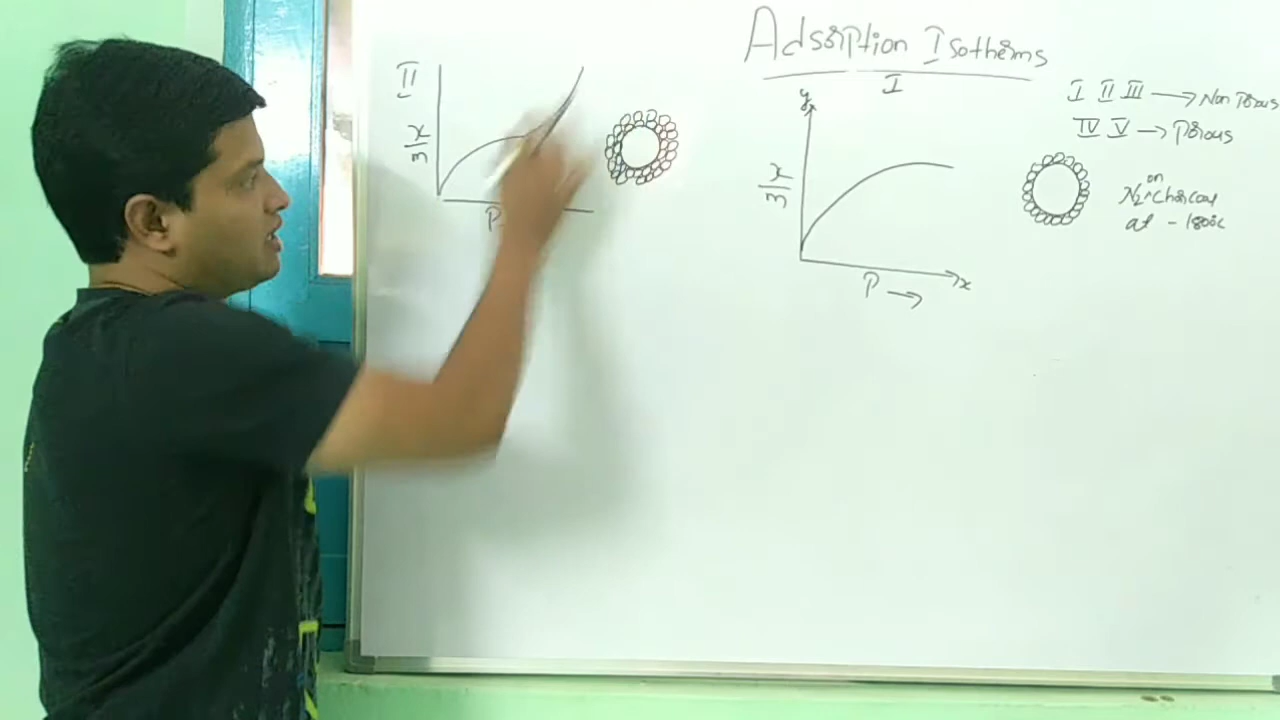 Adsorption Isotherms
I
II
x/m
P
y
x/m
P → x
I II III → Non Porous
IV V → Porous
N2 on Charcoal
at - 180°c